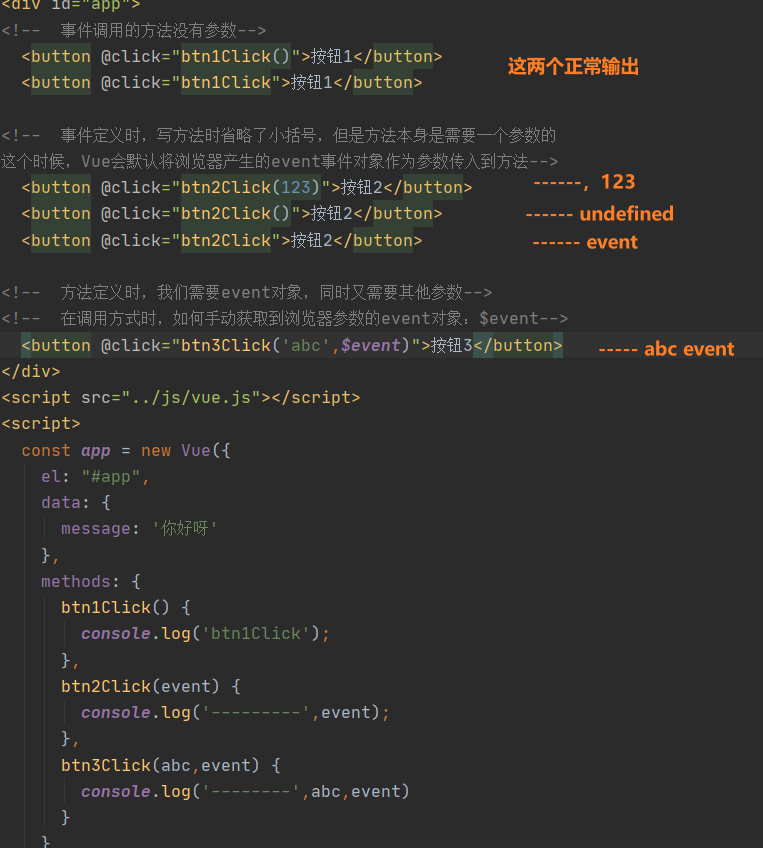 <div id="app">
<!--  事件调用的方法没有参数-->
<button @click="btn1Click()">按钮1</button>
这两个正常输出
<button @click="btn1Click">按钮1</button>
<!--  事件定义时，写方法时省略了小括号，但是方法本身是需要一个参数的
这个时候，Vue会默认将浏览器产生的event事件对象作为参数传入到方法-->
<button @click="btn2Click(123)">按钮2</button> ------，123
<button @click="btn2Click()">按钮2</button> ------ undefined
<button @click="btn2Click">按钮2</button> ------ event
<!--  方法定义时，我们需要event对象，同时又需要其他参数-->
<!--  在调用方式时，如何手动获取到浏览器参数的event对象：$event-->
<button @click="btn3Click('abc',$event)">按钮3</button> ----- abc event
</div>
<script src="../js/vue.js"></script>
<script>
const app = new Vue({
el: "#app",
data: {
message: '你好呀'
},
methods: {
btn1Click() {
console.log('btn1Click');
},
btn2Click(event) {
console.log('---------',event);
},
btn3Click(abc,event) {
console.log('--------',abc,event)
}
}